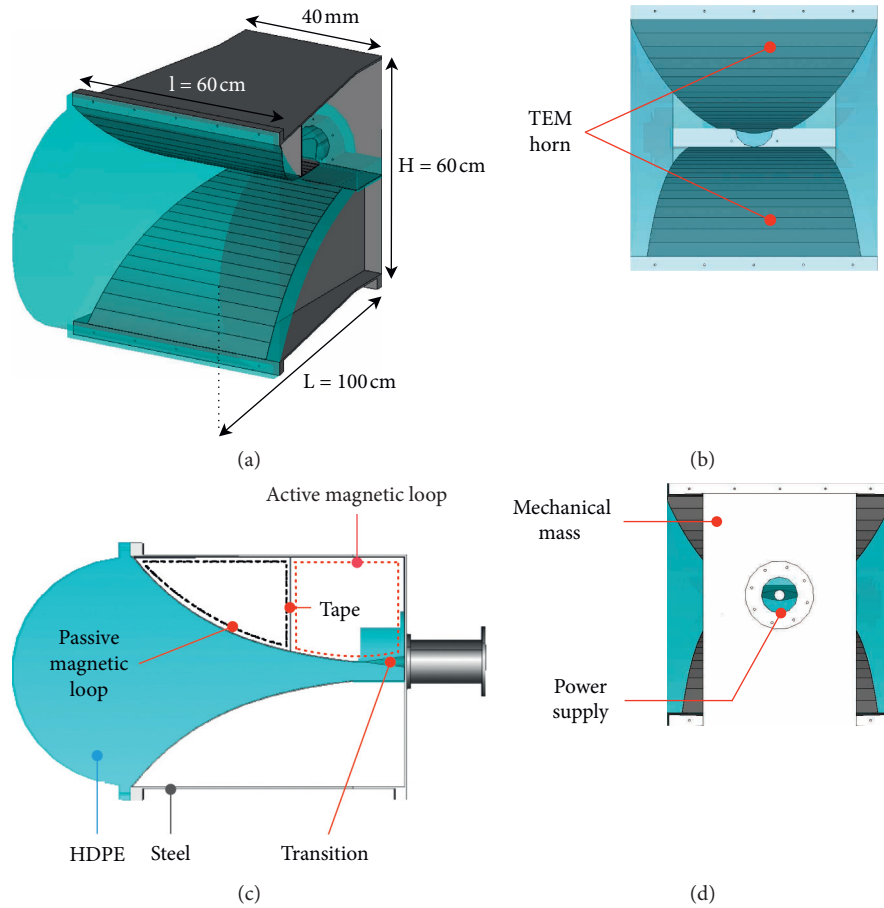 40 mm
l = 60 cm
H = 60 cm
L = 100 cm
(a)
TEM
horn
(b)
Active magnetic loop
Tape
Passive
magnetic
loop
HDPE
Steel
Transition
(c)
Mechanical
mass
Power
supply
(d)